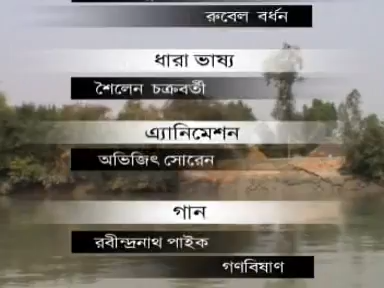 রুবেল বর্ধন
ধারা ভাষ্য
শৈলেন চক্রবর্তী
এ্যানিমেশন
অভিজিৎ সোরেন
গান
রবীন্দ্রনাথ পাইক
গণবিষাণ